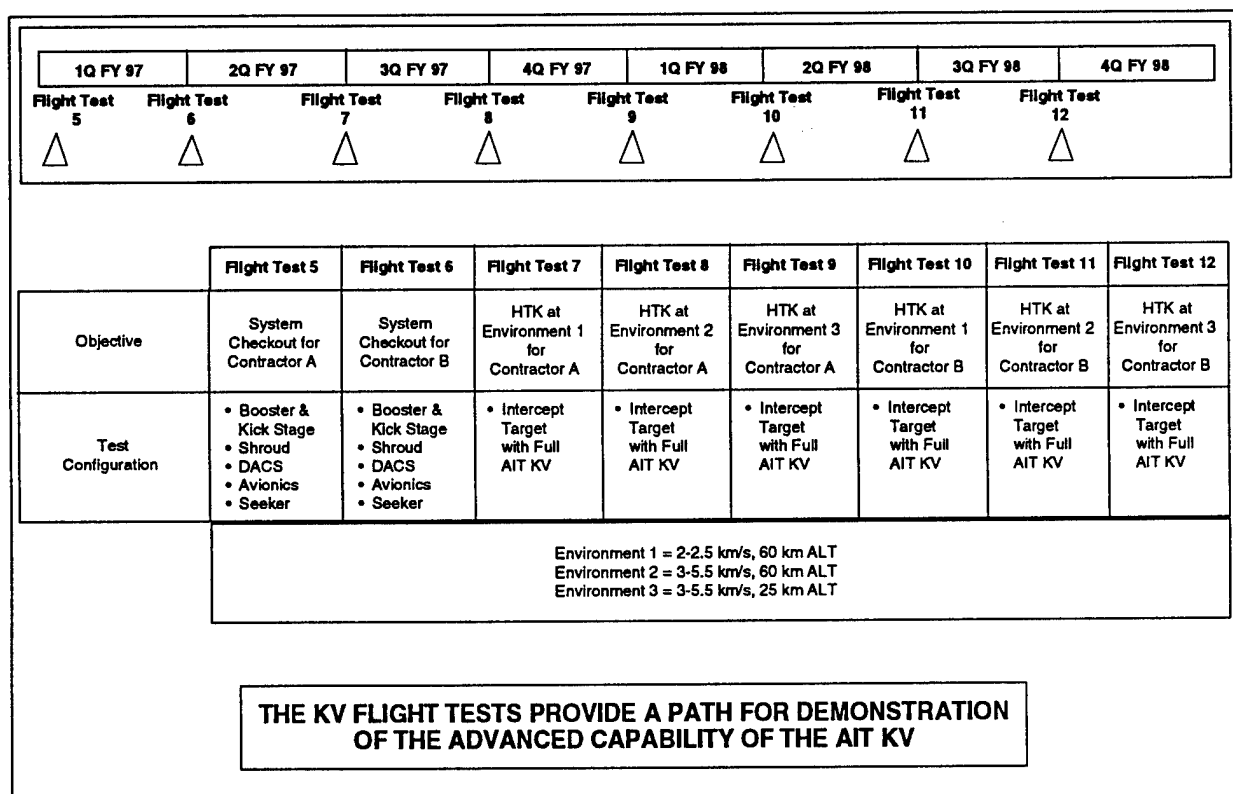 1Q FY 97 2Q FY 97 3Q FY 97 4Q FY 97 1Q FY 98 2Q FY 98 3Q FY 98 4Q FY 98
Flight Test 5
Flight Test 6
Flight Test 7
Flight Test 8
Flight Test 9
Flight Test 10
Flight Test 11
Flight Test 12
Flight Test 5 Flight Test 6 Flight Test 7 Flight Test 8 Flight Test 9 Flight Test 10 Flight Test 11 Flight Test 12
Objective
System
Checkout for
Contractor A
System
Checkout for
Contractor B
HTK at
Environment 1
for
Contractor A
HTK at
Environment 2
for
Contractor A
HTK at
Environment 3
for
Contractor A
HTK at
Environment 1
for
Contractor B
HTK at
Environment 2
for
Contractor B
HTK at
Environment 3
for
Contractor B
Test
Configuration
• Booster &
Kick Stage
• Shroud
• DACS
• Avionics
• Seeker
• Booster &
Kick Stage
• Shroud
• DACS
• Avionics
• Seeker
• Intercept
Target
with Full
AIT KV
• Intercept
Target
with Full
AIT KV
• Intercept
Target
with Full
AIT KV
• Intercept
Target
with Full
AIT KV
• Intercept
Target
with Full
AIT KV
• Intercept
Target
with Full
AIT KV
Environment 1 = 2-2.5 km/s, 60 km ALT
Environment 2 = 3-5.5 km/s, 60 km ALT
Environment 3 = 3-5.5 km/s, 25 km ALT
THE KV FLIGHT TESTS PROVIDE A PATH FOR DEMONSTRATION
OF THE ADVANCED CAPABILITY OF THE AIT KV